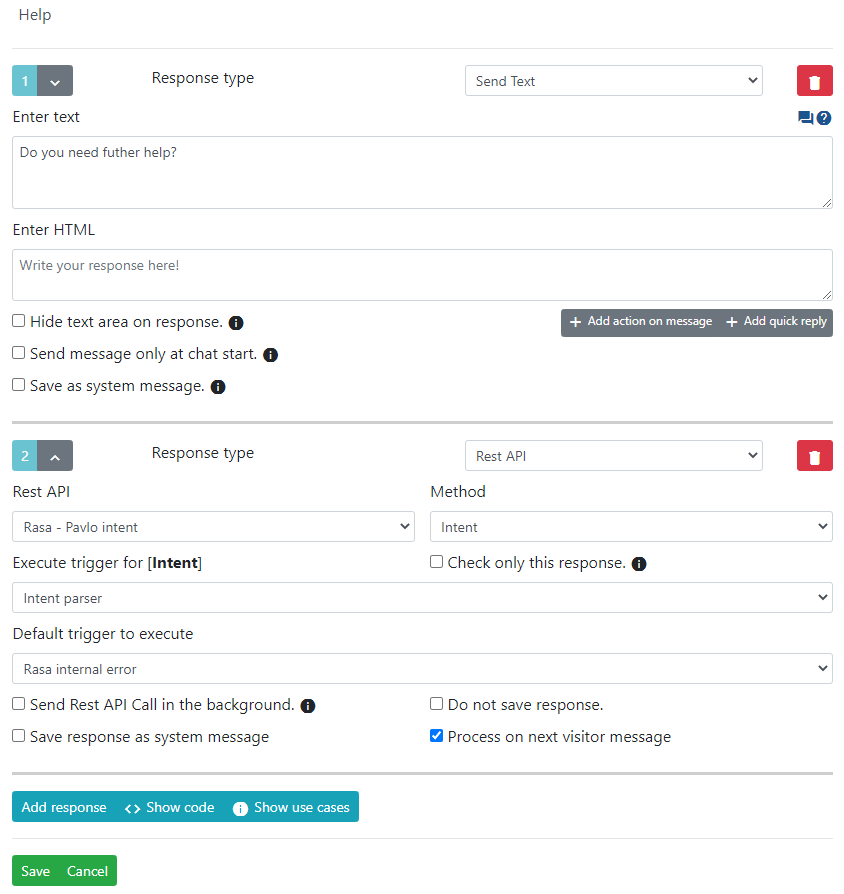 Help
1 Response type Send Text
Enter text
Do you need futher help?
Enter HTML
Write your response here!
Hide text area on response. Add action on message Add quick reply
Send message only at chat start.
Save as system message.
2 Response type Rest API
Rest API Method
Rasa - Pavlo intent Intent
Execute trigger for [Intent] Check only this response.
Intent parser
Default trigger to execute
Rasa internal error
Send Rest API Call in the background. Do not save response.
Save response as system message Process on next visitor message
Add response Show code Show use cases
Save Cancel